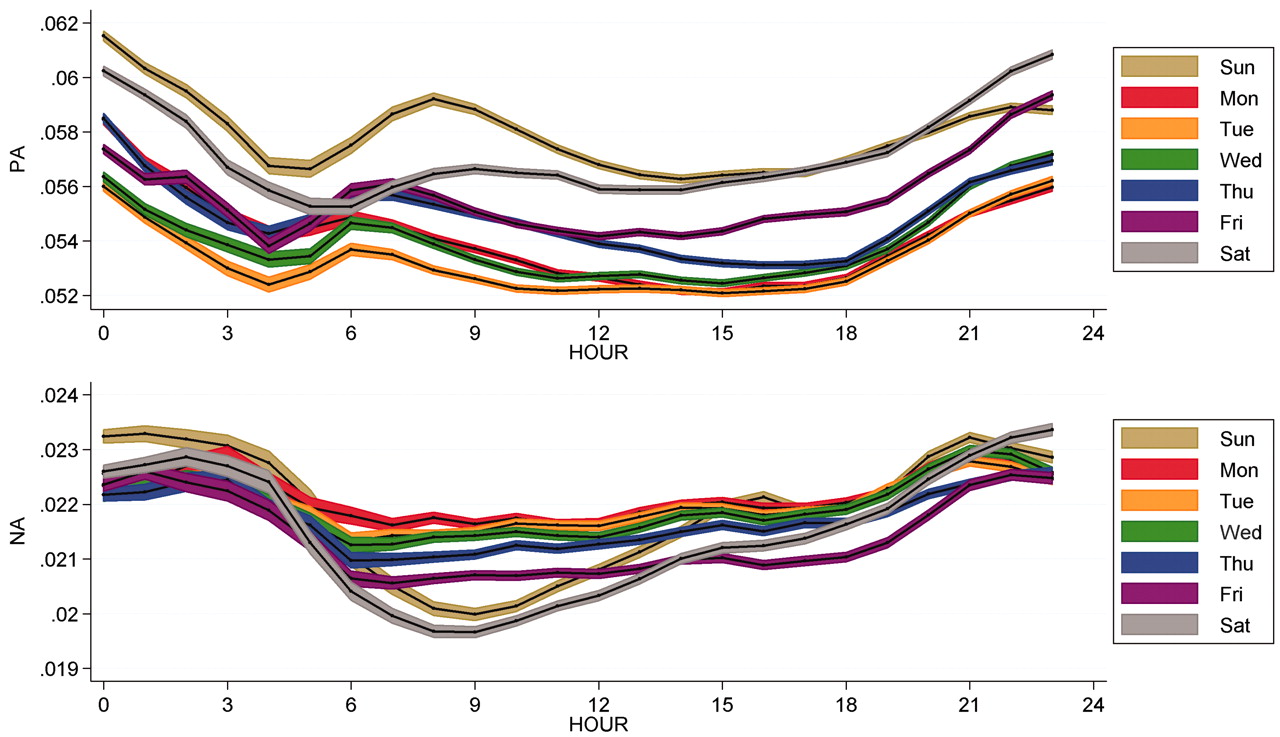 PA
.062
.06
.058
.056
.054
.052
0 3 6 9 12 15 18 21 24
HOUR
Sun
Mon
Tue
Wed
Thu
Fri
Sat
NA
.024
.023
.022
.021
.02
.019
0 3 6 9 12 15 18 21 24
HOUR
Sun
Mon
Tue
Wed
Thu
Fri
Sat